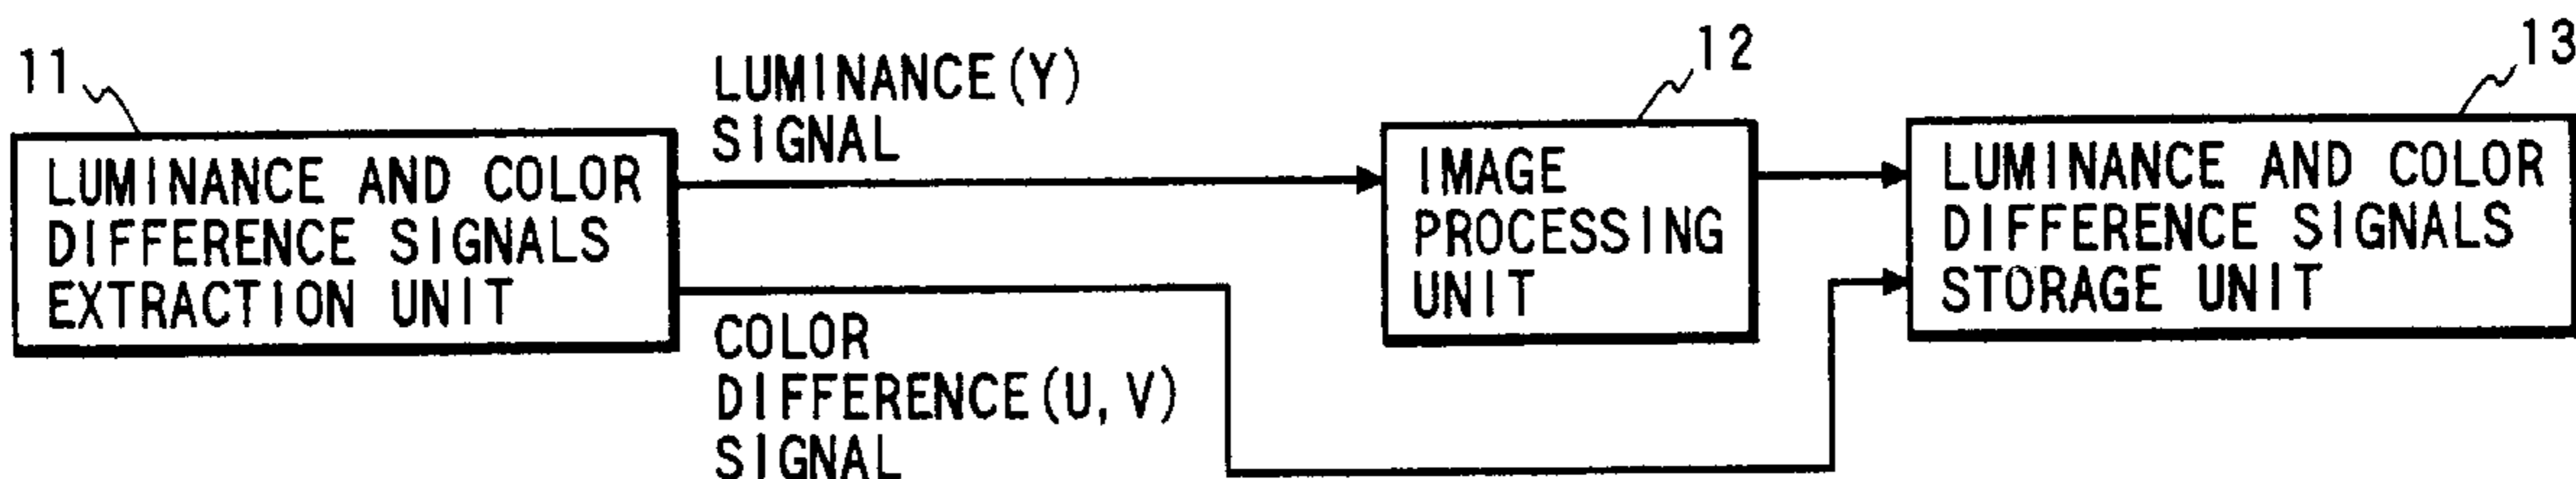 11
LUMINANCE AND COLOR
DIFFERENCE SIGNALS
EXTRACTION UNIT
LUMINANCE(Y)
SIGNAL
COLOR
DIFFERENCE(U, V)
SIGNAL
12
IMAGE
PROCESSING
UNIT
13
LUMINANCE AND COLOR
DIFFERENCE SIGNALS
STORAGE UNIT